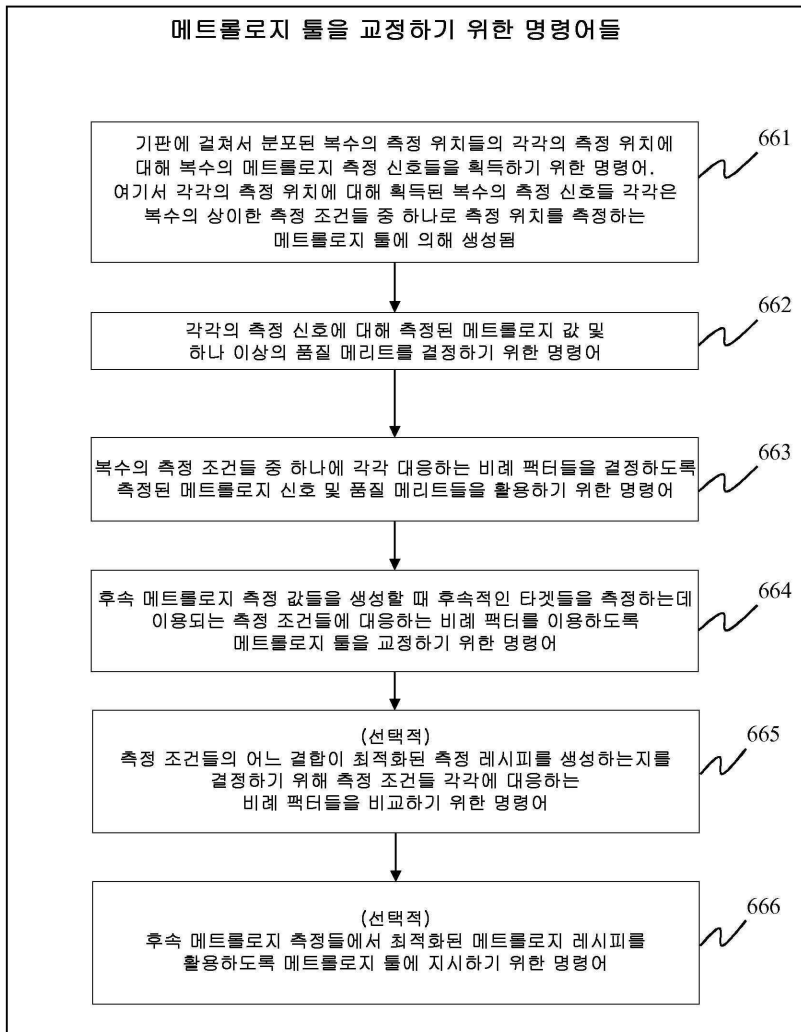 메트롤로지 툴을 교정하기 위한 명령어들
기판에 걸쳐서 분포된 복수의 측정 위치들의 각각의 측정 위치에
대해 복수의 메트롤로지 측정 신호들을 획득하기 위한 명령어.
여기서 각각의 측정 위치에 대해 획득된 복수의 측정 신호들 각각은
복수의 상이한 측정 조건들 중 하나로 측정 위치를 측정하는
메트롤로지 툴에 의해 생성됨
661
각각의 측정 신호에 대해 측정된 메트롤로지 값 및
하나 이상의 품질 메리트를 결정하기 위한 명령어
662
복수의 측정 조건들 중 하나에 각각 대응하는 비례 팩터들을 결정하도록
측정된 메트롤로지 신호 및 품질 메리트들을 활용하기 위한 명령어
663
후속 메트롤로지 측정 값들을 생성할 때 후속적인 타겟들을 측정하는데
이용되는 측정 조건들에 대응하는 비례 팩터를 이용하도록
메트롤로지 툴을 교정하기 위한 명령어
664
(선택적)
측정 조건들의 어느 결합이 최적화된 측정 레시피를 생성하는지를
결정하기 위해 측정 조건들 각각에 대응하는
비례 팩터들을 비교하기 위한 명령어
665
(선택적)
후속 메트롤로지 측정들에서 최적화된 메트롤로지 레시피를
활용하도록 메트롤로지 툴에 지시하기 위한 명령어
666